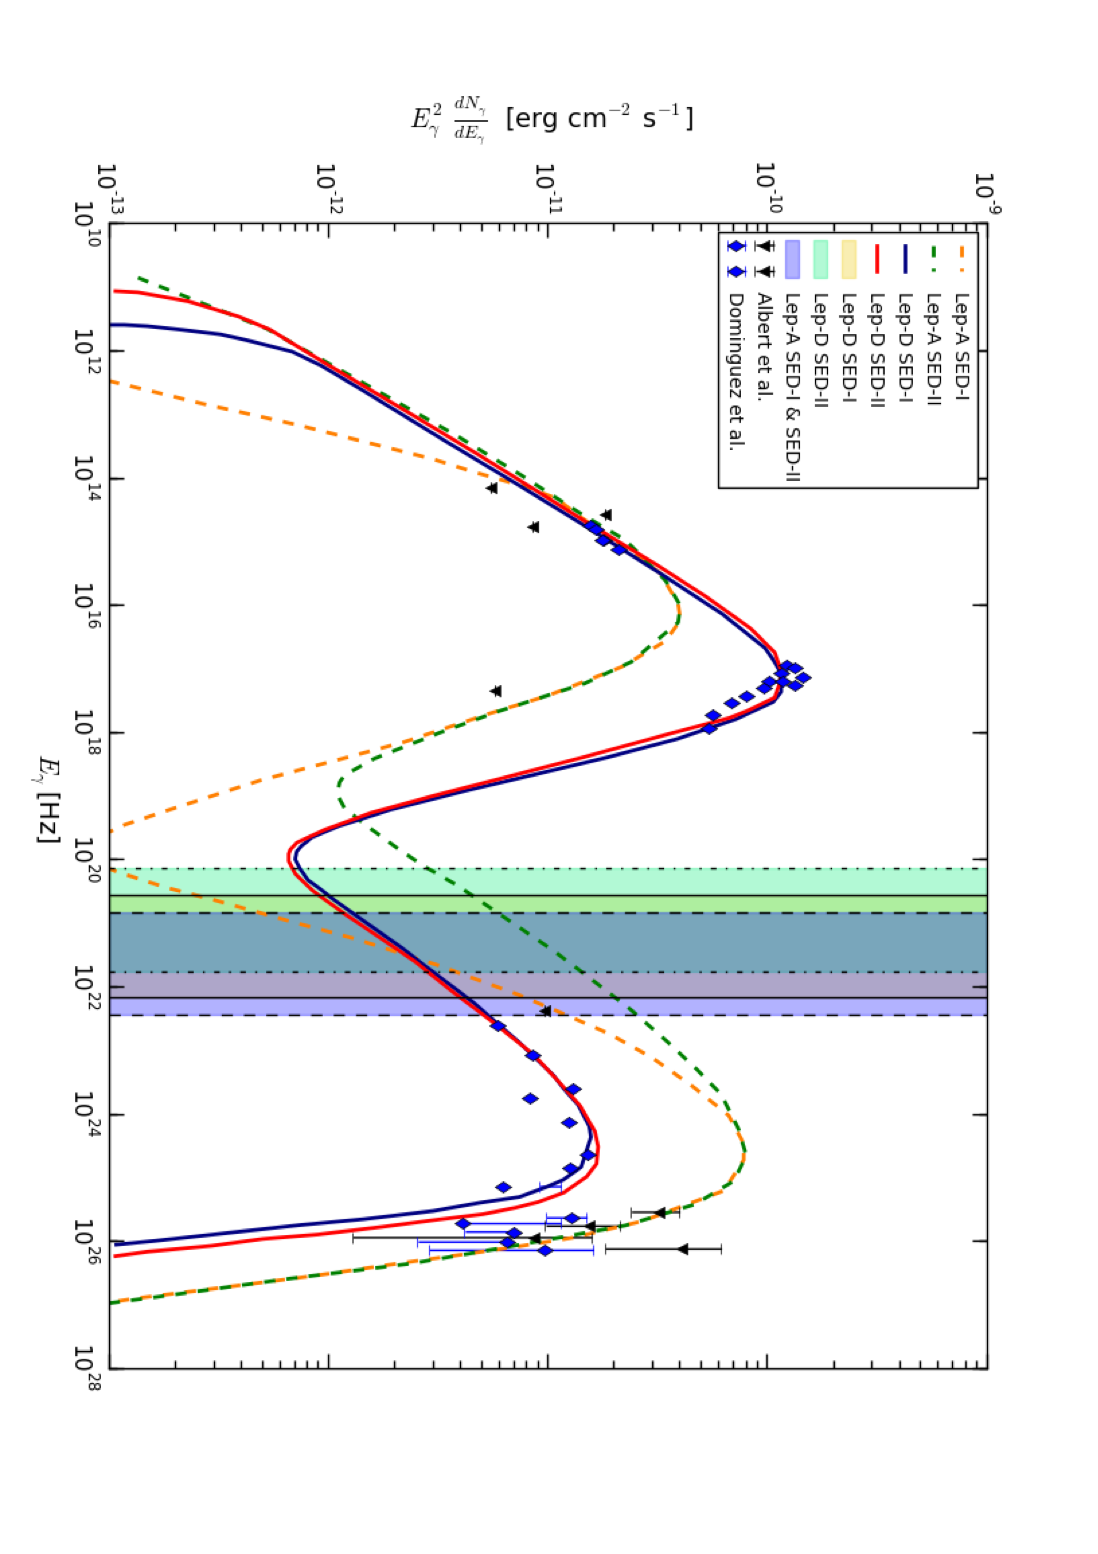 10^-9
10^-10
10^-11
10^-12
10^-13
E_γ^2 dN_γ/dE_γ [erg cm^-2 s^-1]
Lep-A SED-I
Lep-A SED-II
Lep-D SED-I
Lep-D SED-II
Lep-D SED-I
Lep-D SED-II
Lep-A SED-I & SED-II
Albert et al.
Dominguez et al.
10^10 10^12 10^14 10^16 10^18 10^20 10^22 10^24 10^26 10^28
E_γ [Hz]